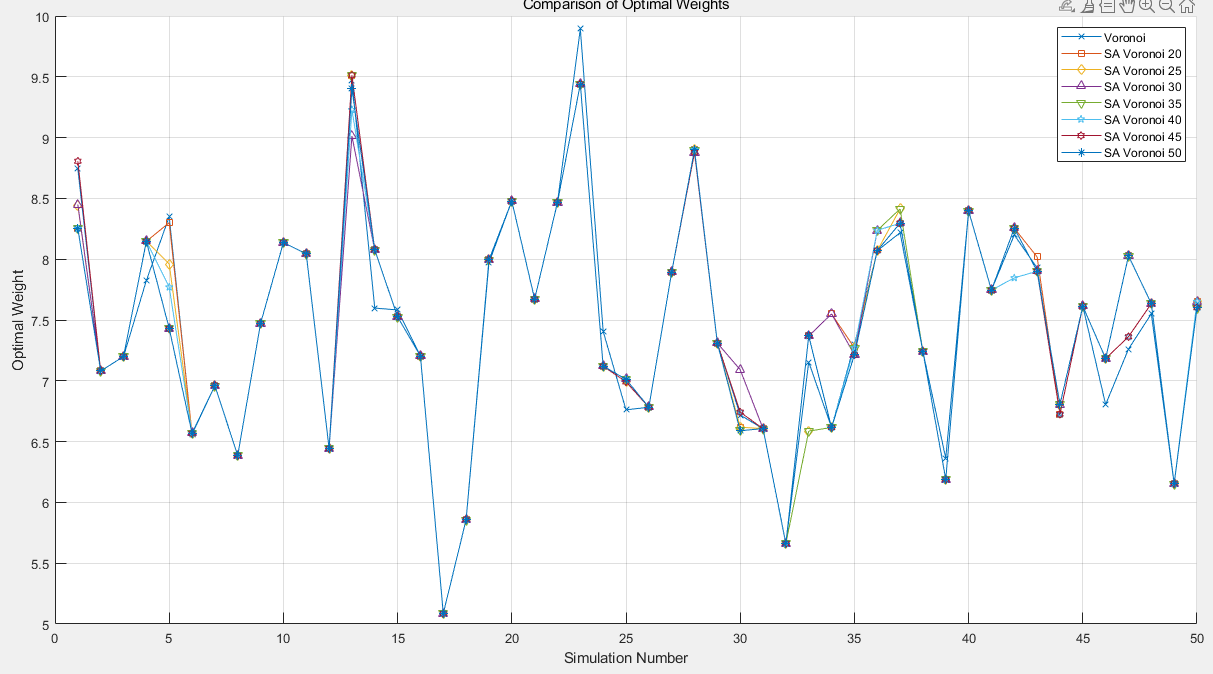 Comparison of Optimal Weights
10
9.5
9
8.5
8
7.5
7
6.5
6
5.5
5
Optimal Weight
Voronoi
SA Voronoi 20
SA Voronoi 25
SA Voronoi 30
SA Voronoi 35
SA Voronoi 40
SA Voronoi 45
SA Voronoi 50
0 5 10 15 20 25 30 35 40 45 50
Simulation Number